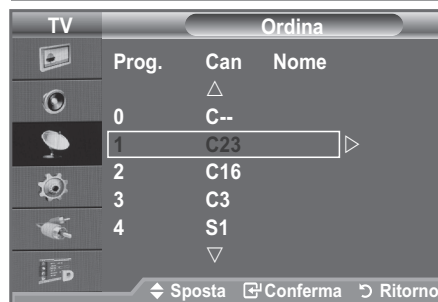 TV Ordina
Prog. Can Nome
0 C--
1 C23
2 C16
3 C3
4 S1
Sposta Conferma Ritorno